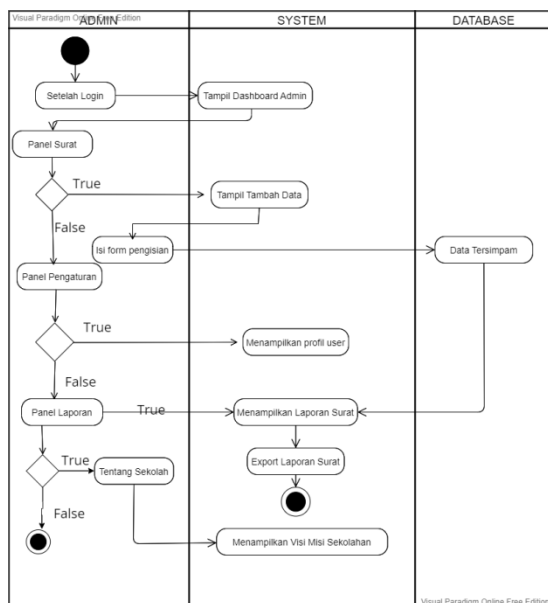 Visual Paradigm Online Free Edition
ADMIN
SYSTEM
DATABASE
Setelah Login
Tampil Dashboard Admin
Panel Surat
True
Tampil Tambah Data
False
Isi form pengisian
Data Tersimpam
Panel Pengaturan
True
Menampilkan profil user
False
Panel Laporan
True
Menampilkan Laporan Surat
True
Tentang Sekolah
Export Laporan Surat
False
Menampilkan Visi Misi Sekolahan
Visual Paradigm Online Free Edition